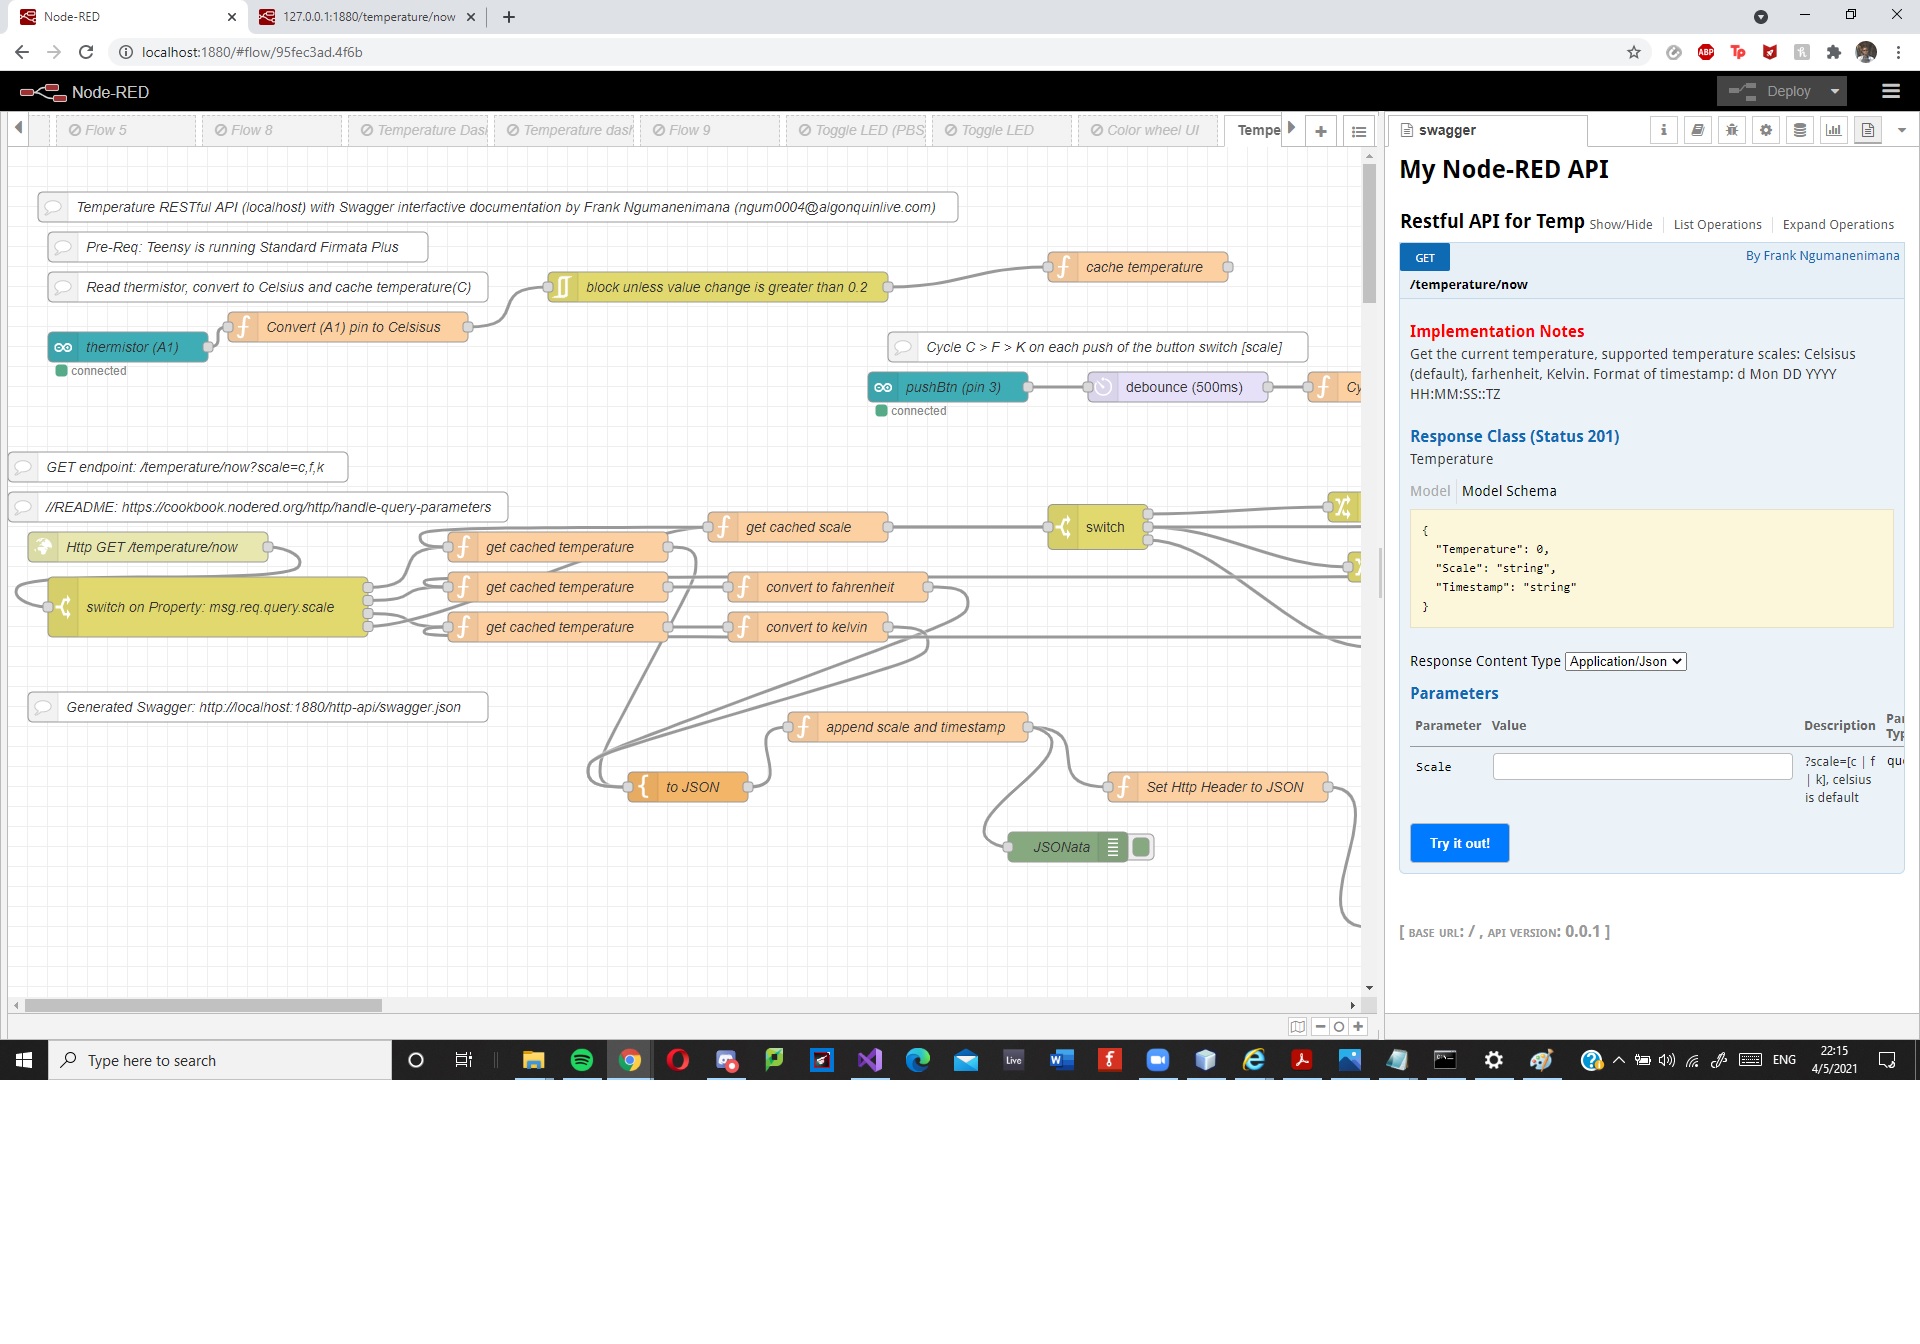 Node-RED
127.0.0.1:1880/temperature/now
localhost:1880/#flow/95fec3ad.4f6b
ABP
Tp
Node-RED
Deploy
Flow 5
Flow 8
Temperature Dasl
Temperature dasl
Flow 9
Toggle LED (PBS
Toggle LED
Color wheel UI
Tempe
swagger
My Node-RED API
Temperature RESTful API (localhost) with Swagger interfactive documentation by Frank Ngumanenimana (ngum0004@algonquinlive.com)
Restful API for Temp Show/Hide List Operations Expand Operations
Pre-Req: Teensy is running Standard Firmata Plus
GET
By Frank Ngumanenimana
/temperature/now
cache temperature
Read thermistor, convert to Celsius and cache temperature(C)
block unless value change is greater than 0.2
Convert (A1) pin to Celsisus
thermistor (A1)
connected
Cycle C > F > K on each push of the button switch [scale]
pushBtn (pin 3)
debounce (500ms)
Cy
connected
Implementation Notes
Get the current temperature, supported temperature scales: Celsisus
(default), farhenheit, Kelvin. Format of timestamp: d Mon DD YYYY
HH:MM:SS::TZ
Response Class (Status 201)
Temperature
Model Model Schema
{
"Temperature": 0,
"Scale": "string",
"Timestamp": "string"
}
GET endpoint: /temperature/now?scale=c,f,k
//README: https://cookbook.nodered.org/http/handle-query-parameters
get cached scale
switch
Http GET /temperature/now
get cached temperature
get cached temperature
convert to fahrenheit
switch on Property: msg.req.query.scale
get cached temperature
convert to kelvin
Generated Swagger: http://localhost:1880/http-api/swagger.json
append scale and timestamp
to JSON
Set Http Header to JSON
JSONata
Response Content Type Application/Json
Parameters
Parameter Value Description Par
Typ
Scale
?scale=[c | f
| k], celsius
is default
que
Try it out!
[ BASE URL: / , API VERSION: 0.0.1 ]
Type here to search
Live
ENG
22:15
4/5/2021